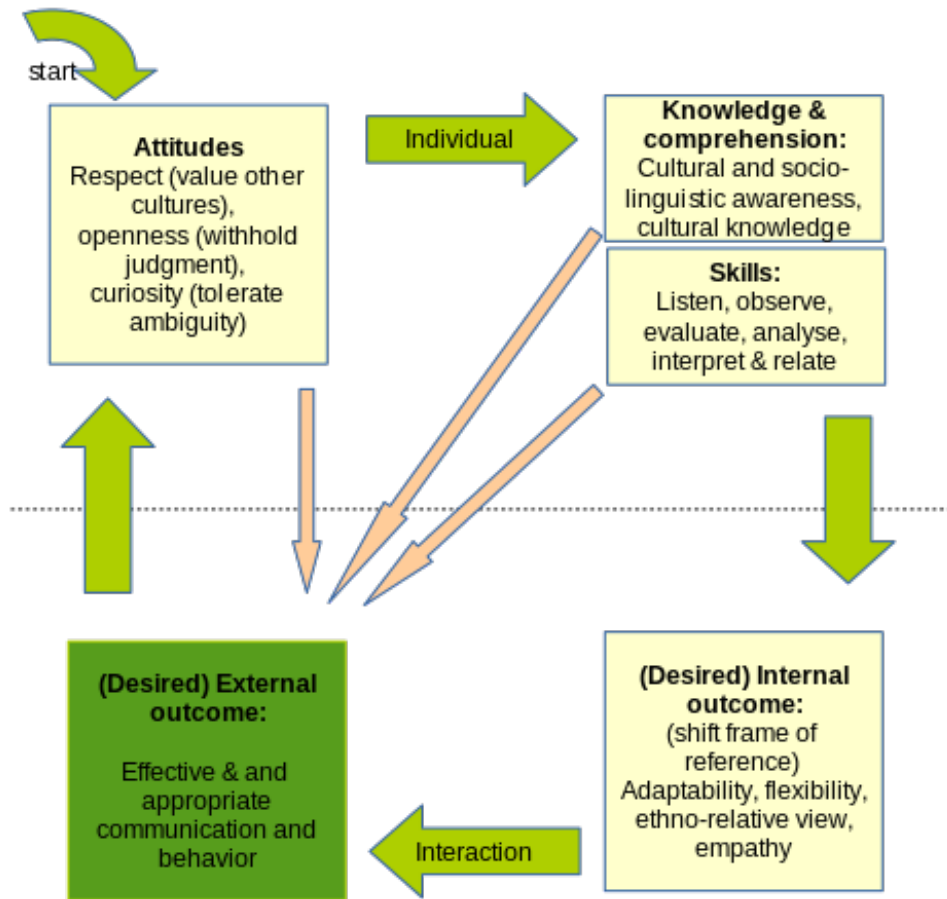 start
Attitudes
Respect (value other
cultures),
openness (withhold
judgment),
curiosity (tolerate
ambiguity)
Individual
Knowledge &
comprehension:
Cultural and socio-
linguistic awareness,
cultural knowledge
Skills:
Listen, observe,
evaluate, analyse,
interpret & relate
(Desired) Internal
outcome:
(shift frame of
reference)
Adaptability, flexibility,
ethno-relative view,
empathy
Interaction
(Desired) External
outcome:
Effective & and
appropriate
communication and
behavior